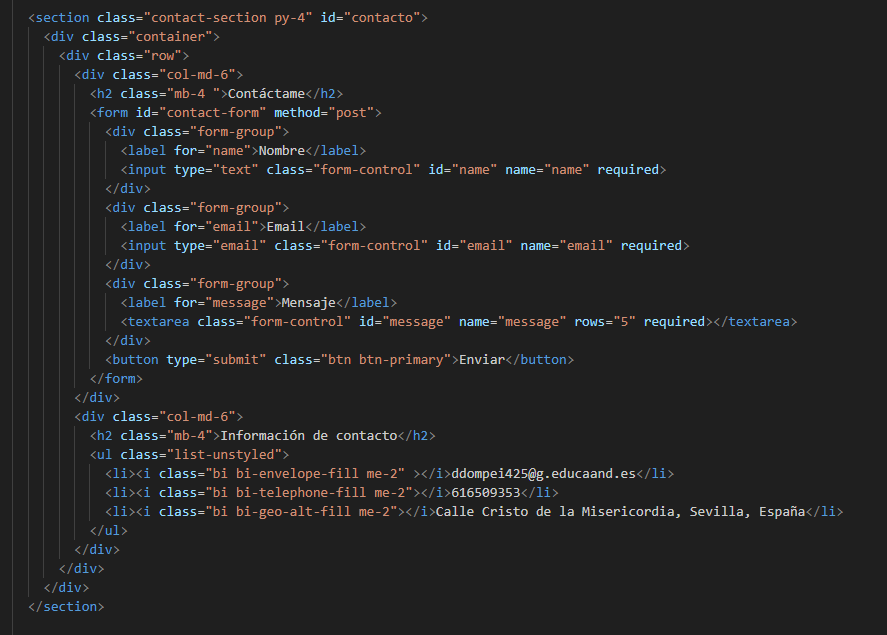 <section class="contact-section py-4" id="contacto">
<div class="container">
<div class="row">
<div class="col-md-6">
<h2 class="mb-4 ">Contáctame</h2>
<form id="contact-form" method="post">
<div class="form-group">
<label for="name">Nombre</label>
<input type="text" class="form-control" id="name" name="name" required>
</div>
<div class="form-group">
<label for="email">Email</label>
<input type="email" class="form-control" id="email" name="email" required>
</div>
<div class="form-group">
<label for="message">Mensaje</label>
<textarea class="form-control" id="message" name="message" rows="5" required></textarea>
</div>
<button type="submit" class="btn btn-primary">Enviar</button>
</form>
</div>
<div class="col-md-6">
<h2 class="mb-4">Información de contacto</h2>
<ul class="list-unstyled">
<li><i class="bi bi-envelope-fill me-2" ></i>ddompei425@g.educaand.es</li>
<li><i class="bi bi-telephone-fill me-2"></i>616509353</li>
<li><i class="bi bi-geo-alt-fill me-2"></i>Calle Cristo de la Misericordia, Sevilla, España</li>
</ul>
</div>
</div>
</div>
</section>